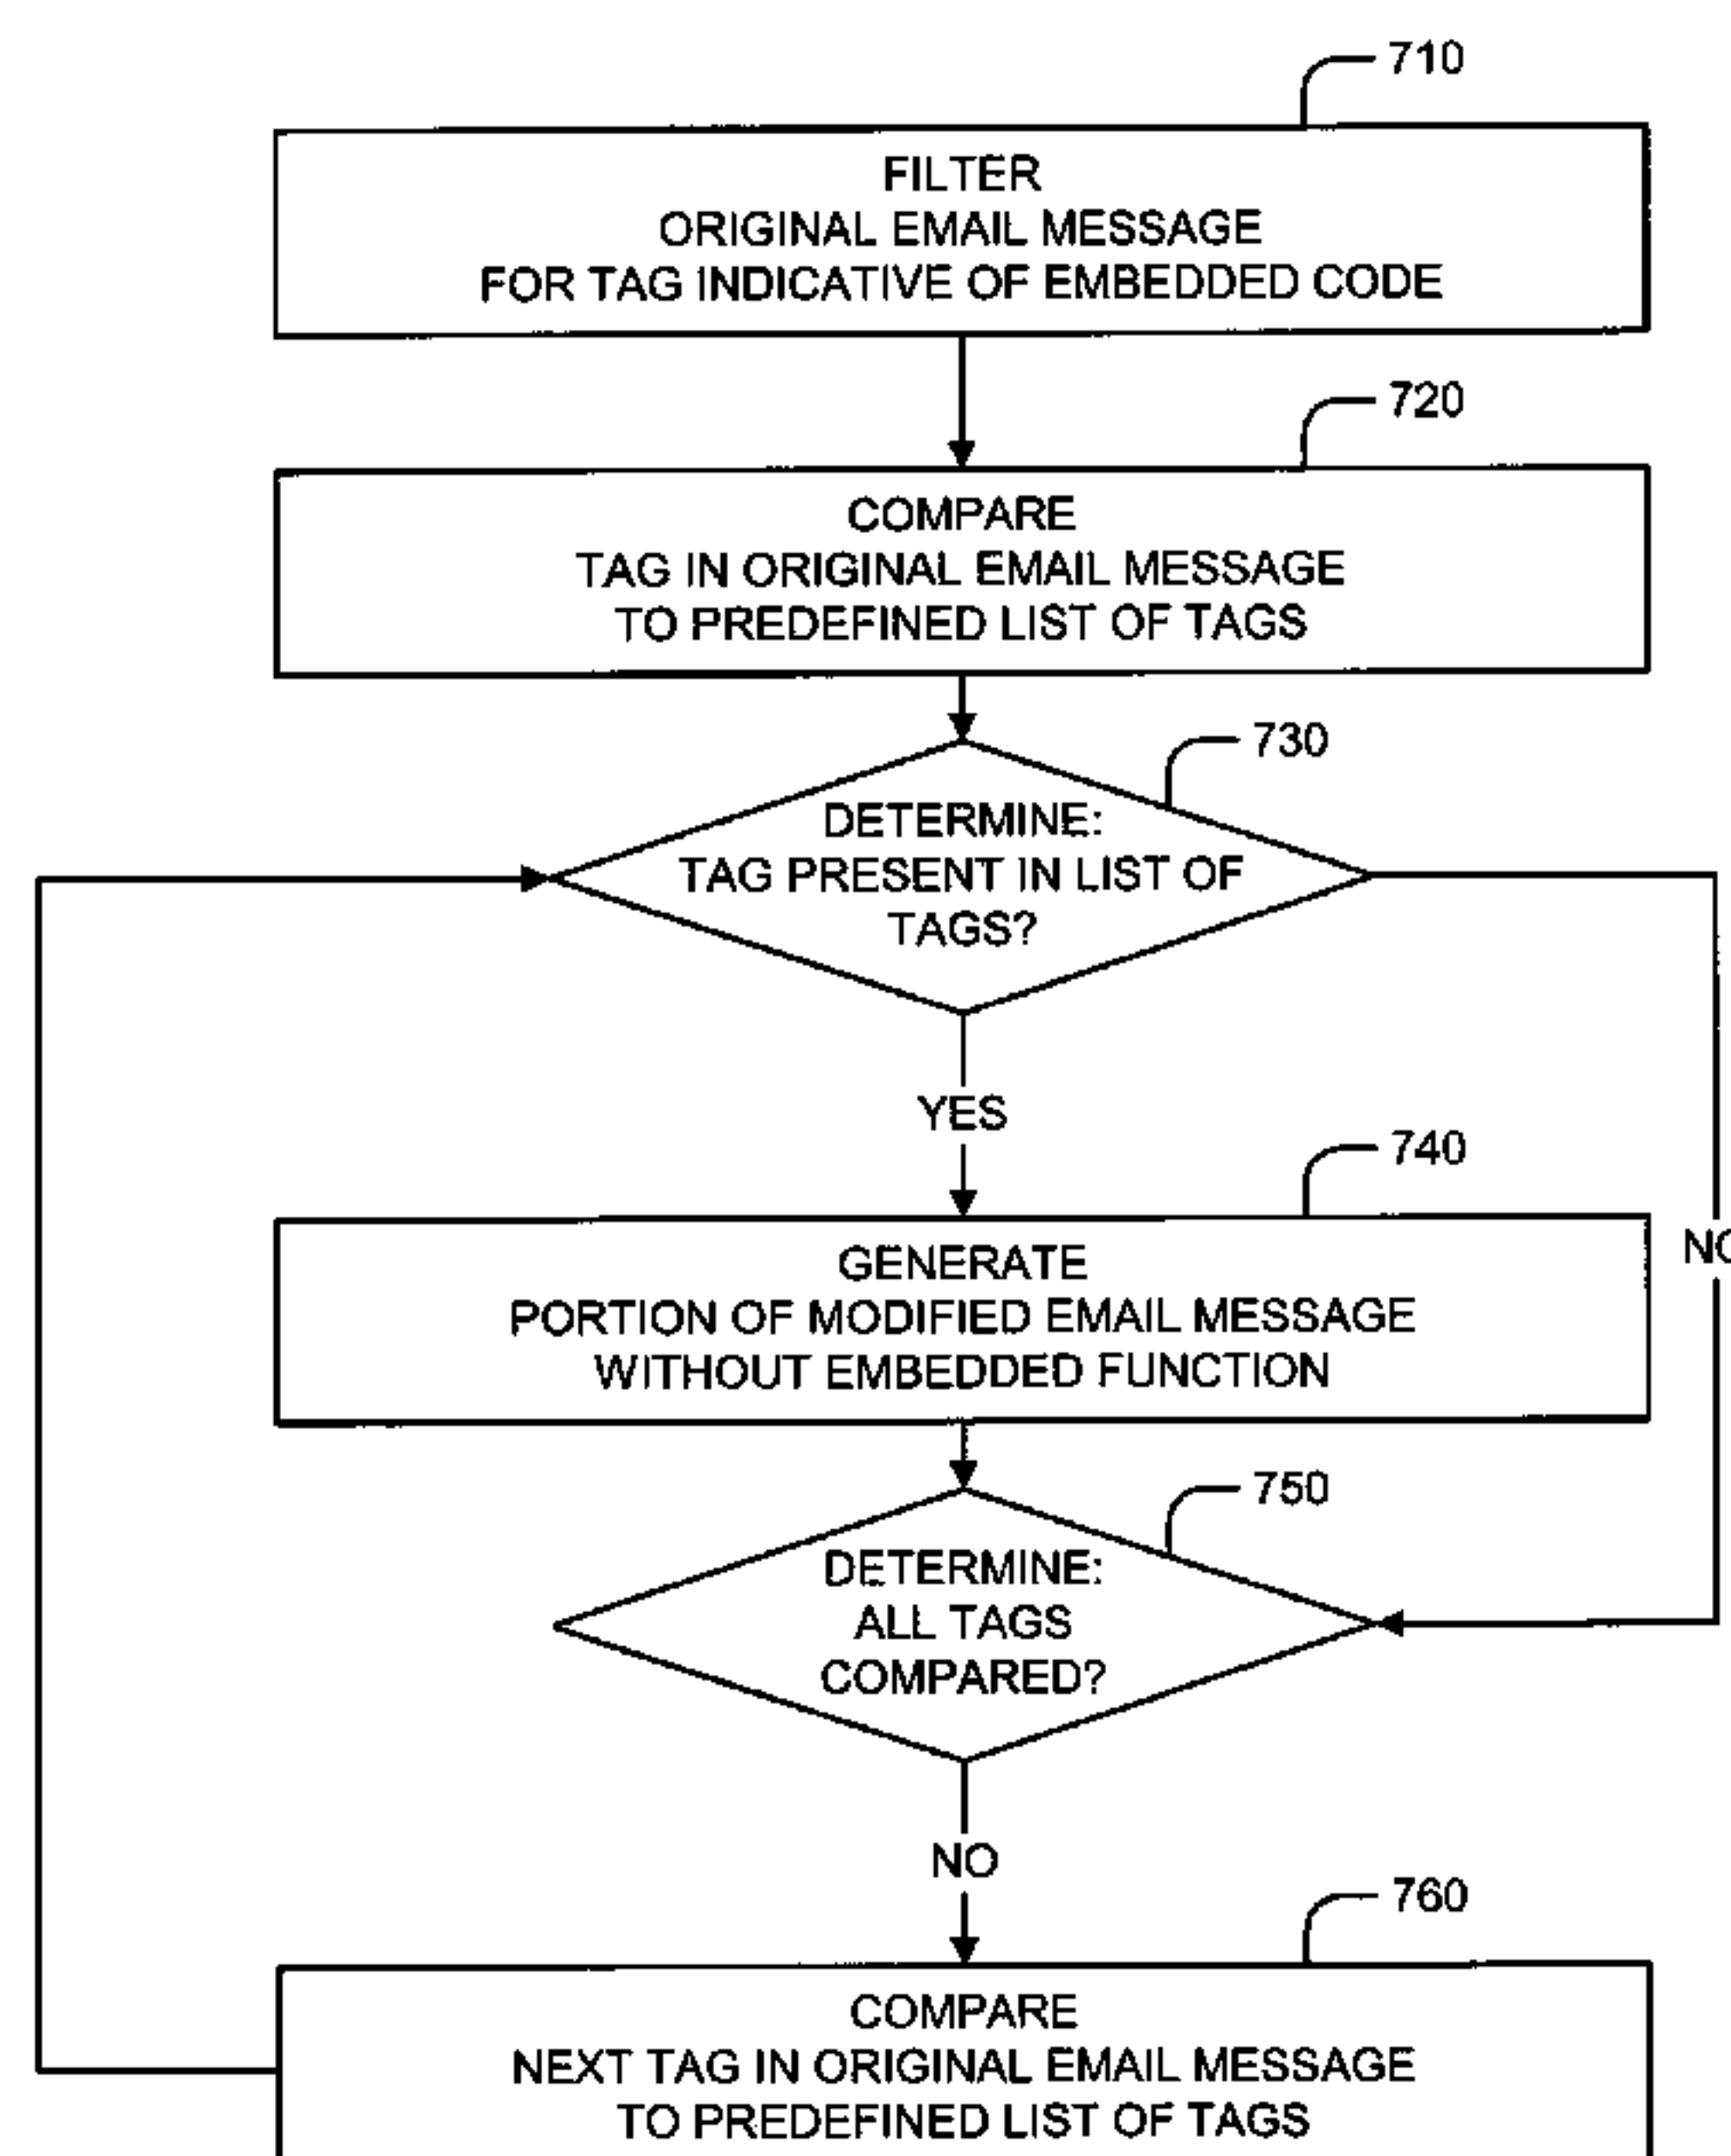 710
FILTER
ORIGINAL EMAIL MESSAGE
FOR TAG INDICATIVE OF EMBEDDED CODE
720
COMPARE
TAG IN ORIGINAL EMAIL MESSAGE
TO PREDEFINED LIST OF TAGS
730
DETERMINE:
TAG PRESENT IN LIST OF
TAGS?
YES
740
NO
GENERATE
PORTION OF MODIFIED EMAIL MESSAGE
WITHOUT EMBEDDED FUNCTION
750
DETERMINE:
ALL TAGS
COMPARED?
NO
760
COMPARE
NEXT TAG IN ORIGINAL EMAIL MESSAGE
TO PREDEFINED LIST OF TAGS